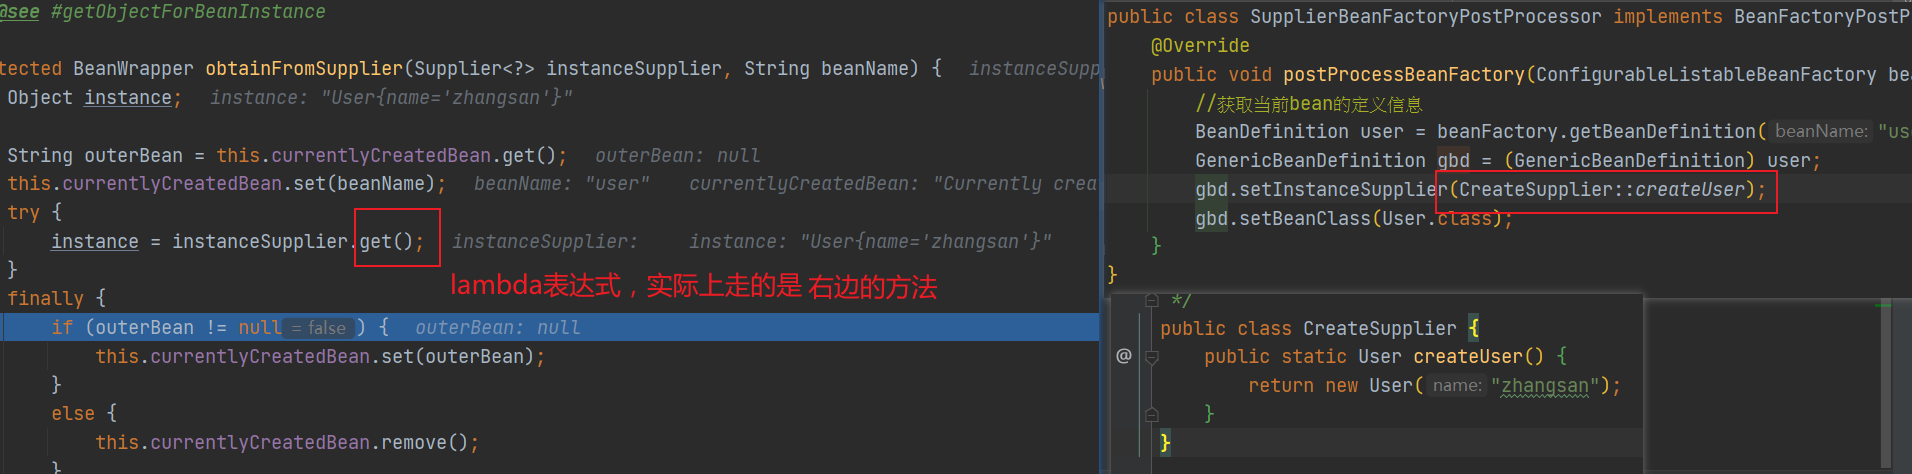 @see #getObjectForBeanInstance
tected BeanWrapper obtainFromSupplier(Supplier<?> instanceSupplier, String beanName) { instanceSupp
Object instance; instance: "User{name='zhangsan'}"
String outerBean = this.currentlyCreatedBean.get(); outerBean: null
this.currentlyCreatedBean.set(beanName); beanName: "user" currentlyCreatedBean: "Currently crea
try {
instance = instanceSupplier.get(); instanceSupplier: instance: "User{name='zhangsan'}"
}
lambda表达式，实际上走的是 右边的方法
finally {
if (outerBean != null = false ) { outerBean: null
this.currentlyCreatedBean.set(outerBean);
}
else {
this.currentlyCreatedBean.remove();
}
public class SupplierBeanFactoryPostProcessor implements BeanFactoryPostP
@Override
public void postProcessBeanFactory(ConfigurableListableBeanFactory bea
//获取当前bean的定义信息
BeanDefinition user = beanFactory.getBeanDefinition( beanName: "use
GenericBeanDefinition gbd = (GenericBeanDefinition) user;
gbd.setInstanceSupplier(CreateSupplier::createUser);
gbd.setBeanClass(User.class);
}
}
*/
public class CreateSupplier {
@ public static User createUser() {
return new User( name: "zhangsan");
}
}